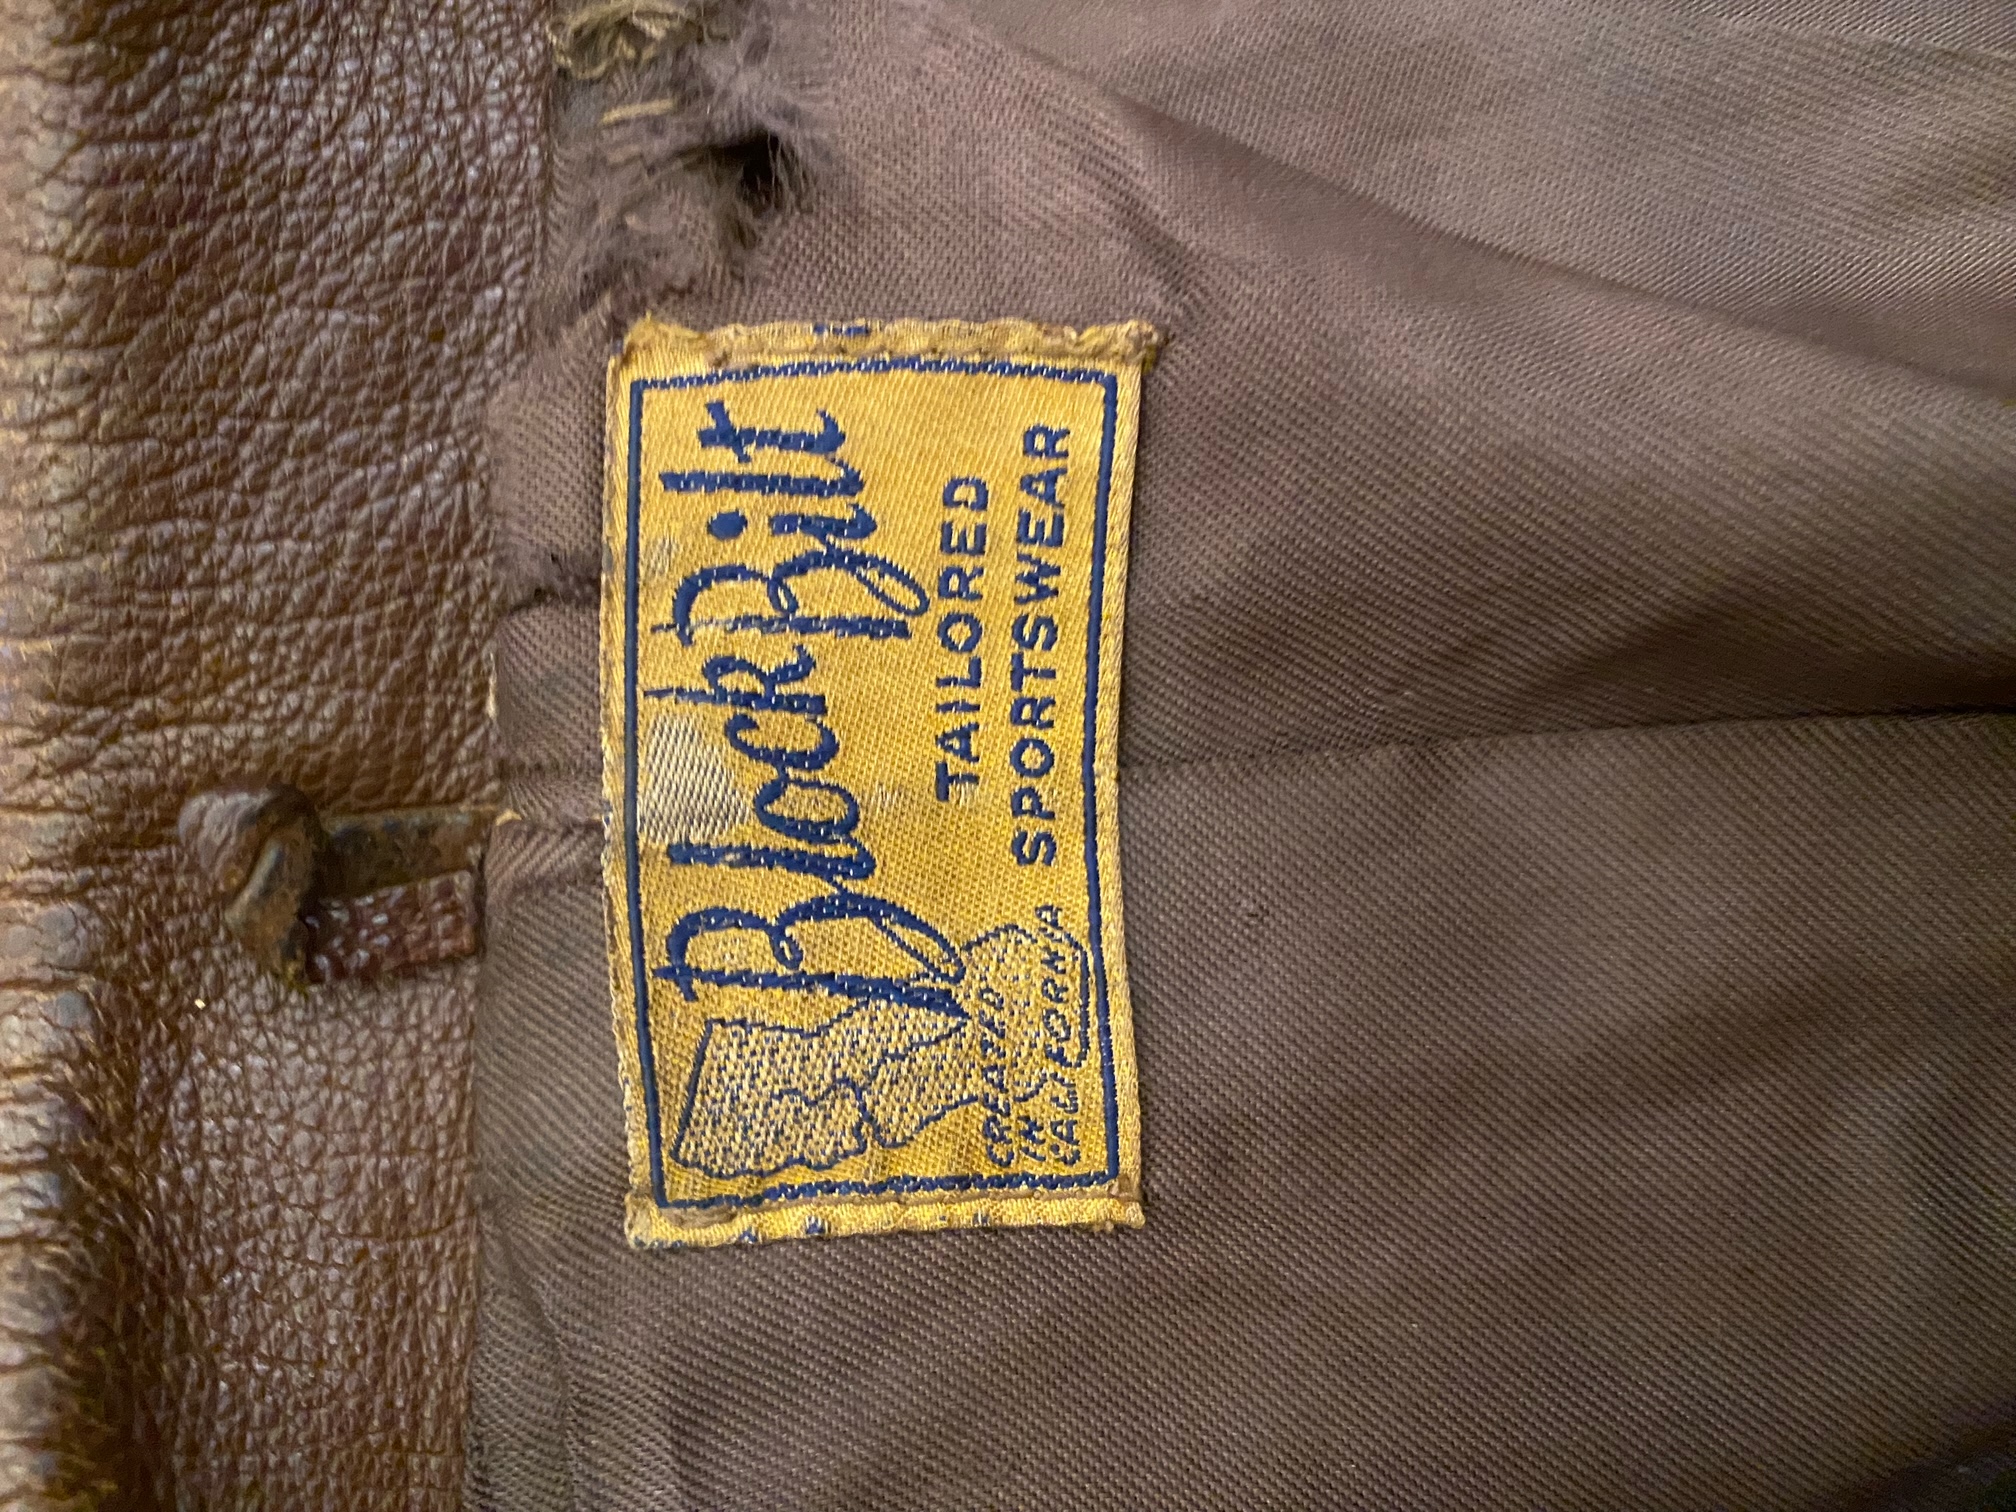 Block Bilt
TAILORED
SPORTSWEAR
CREATED
IN
CALIFORNIA